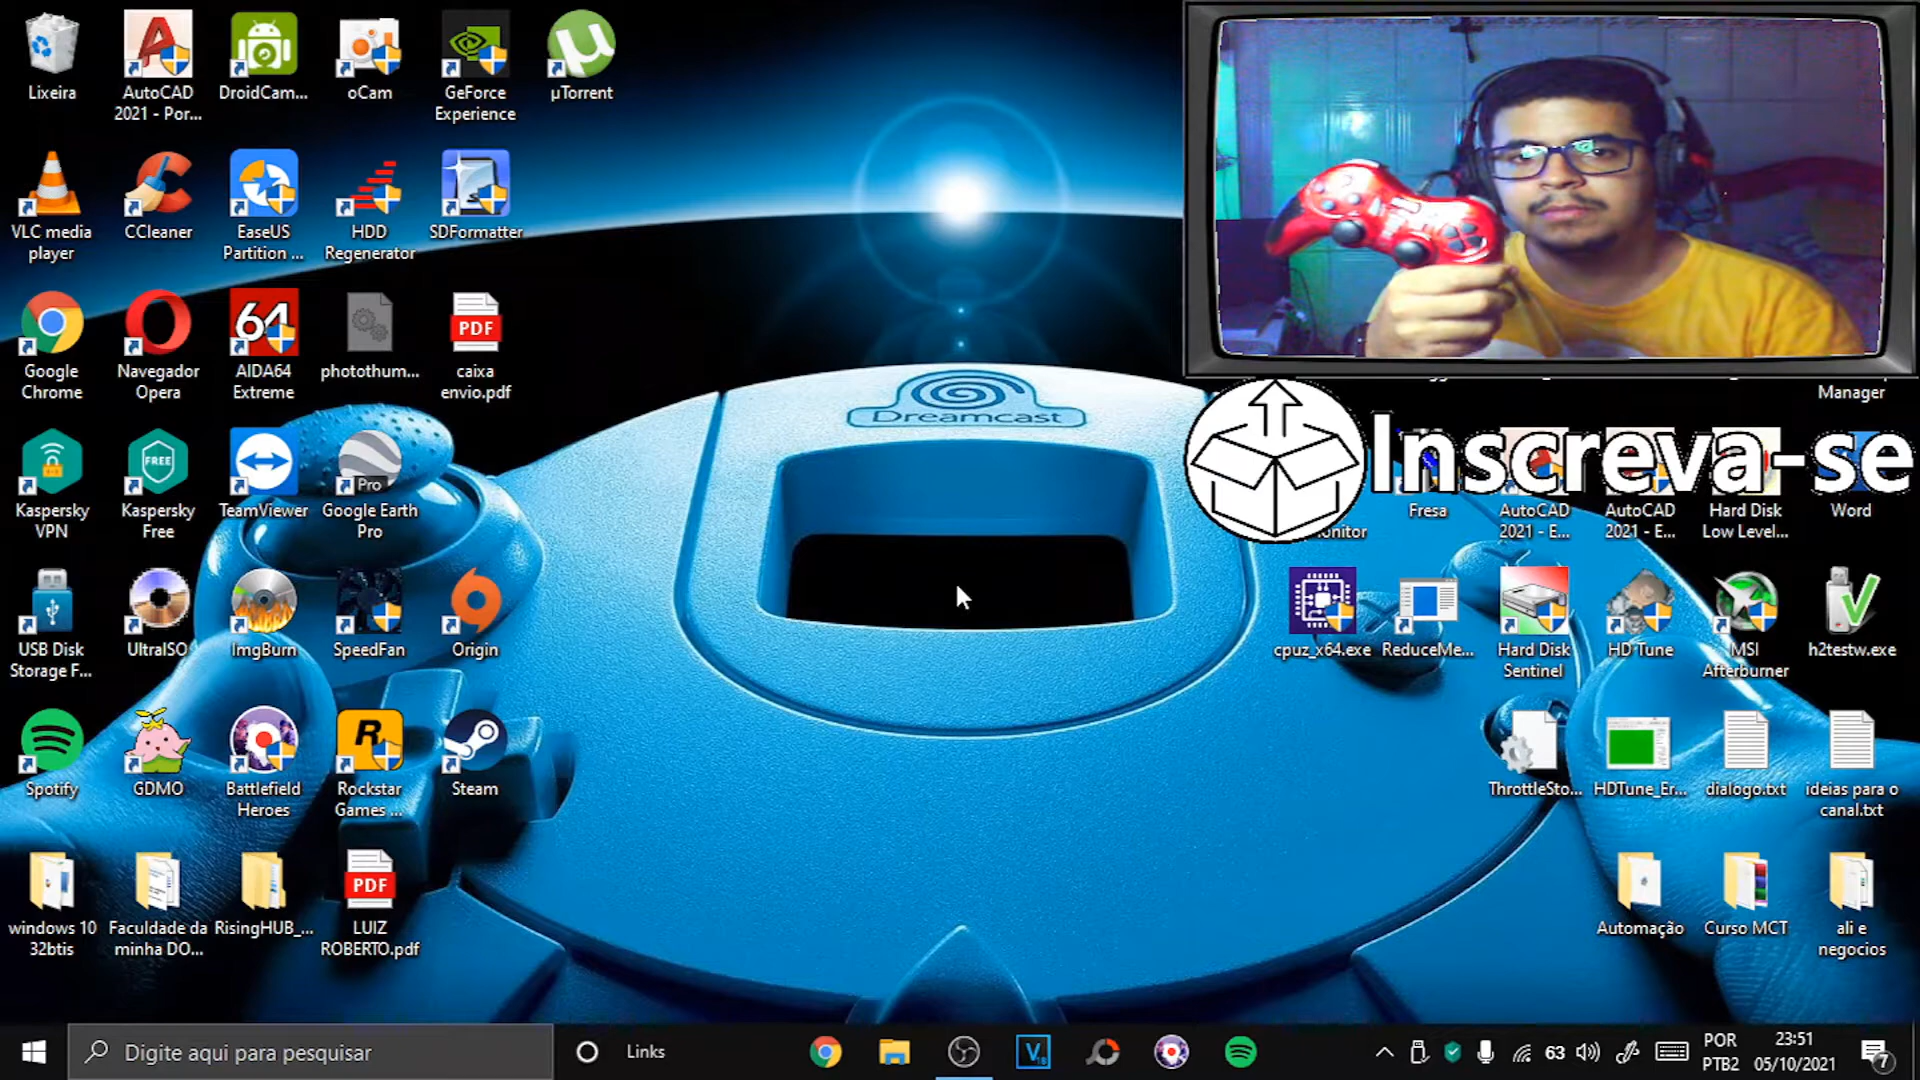 Lixeira
AutoCAD
2021 - Por...
DroidCam...
oCam
GeForce
Experience
µTorrent
VLC media
player
CCleaner
EaseUS
Partition ...
HDD
Regenerator
SDFormatter
Google
Chrome
Navegador
Opera
64
AIDA64
Extreme
photothum...
PDF
caixa
envio.pdf
Manager
Dreamcast
Inscreva-se
Kaspersky
VPN
FREE
Kaspersky
Free
TeamViewer
Pro
Google Earth
Pro
Fresa
AutoCAD
2021 - E...
AutoCAD
2021 - E...
Hard Disk
Low Level...
Word
USB Disk
Storage F...
UltraISO
ImgBurn
SpeedFan
Origin
cpuz_x64.exe
ReduceMe...
Hard Disk
Sentinel
HD Tune
MSI
Afterburner
h2testw.exe
Spotify
GDMO
Battlefield
Heroes
R
Rockstar
Games ...
Steam
ThrottleSto...
HDTune_Er...
dialogo.txt
ideias para o
canal.txt
windows 10
32btis
Faculdade da
minha DO...
RisingHUB_...
PDF
LUIZ
ROBERTO.pdf
Automação
Curso MCT
ali e
negocios
Digite aqui para pesquisar
Links
V
18
63
POR
PTB2
23:51
05/10/2021
7